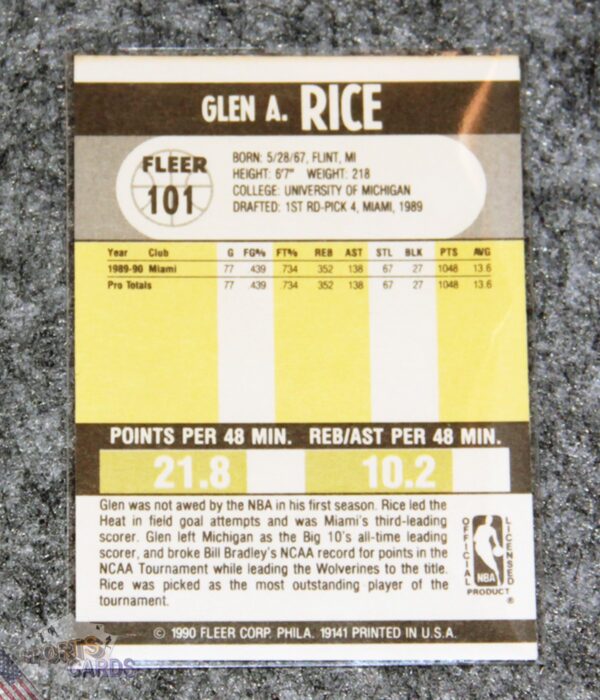 GLEN A. RICE
FLEER
101
BORN: 5/28/67, FLINT, MI
HEIGHT: 6'7" WEIGHT: 218
COLLEGE: UNIVERSITY OF MICHIGAN
DRAFTED: 1ST RD-PICK 4, MIAMI, 1989
Year Club G FG% FT% REB AST STL BLK PTS AVG
1989-90 Miami 77 .439 .734 352 138 67 27 1048 13.6
Pro Totals 77 .439 .734 352 138 67 27 1048 13.6
POINTS PER 48 MIN. REB/AST PER 48 MIN.
21.8 10.2
Glen was not awed by the NBA in his first season. Rice led the
Heat in field goal attempts and was Miami's third-leading
scorer. Glen left Michigan as the Big 10's all-time leading
scorer, and broke Bill Bradley's NCAA record for points in the
NCAA Tournament while leading the Wolverines to the title.
Rice was picked as the most outstanding player of the
tournament.
OFFICIAL
NBA
LICENSED
PRODUCT ®
© 1990 FLEER CORP. PHILA. 19141 PRINTED IN U.S.A.
SPORTS
CARDS